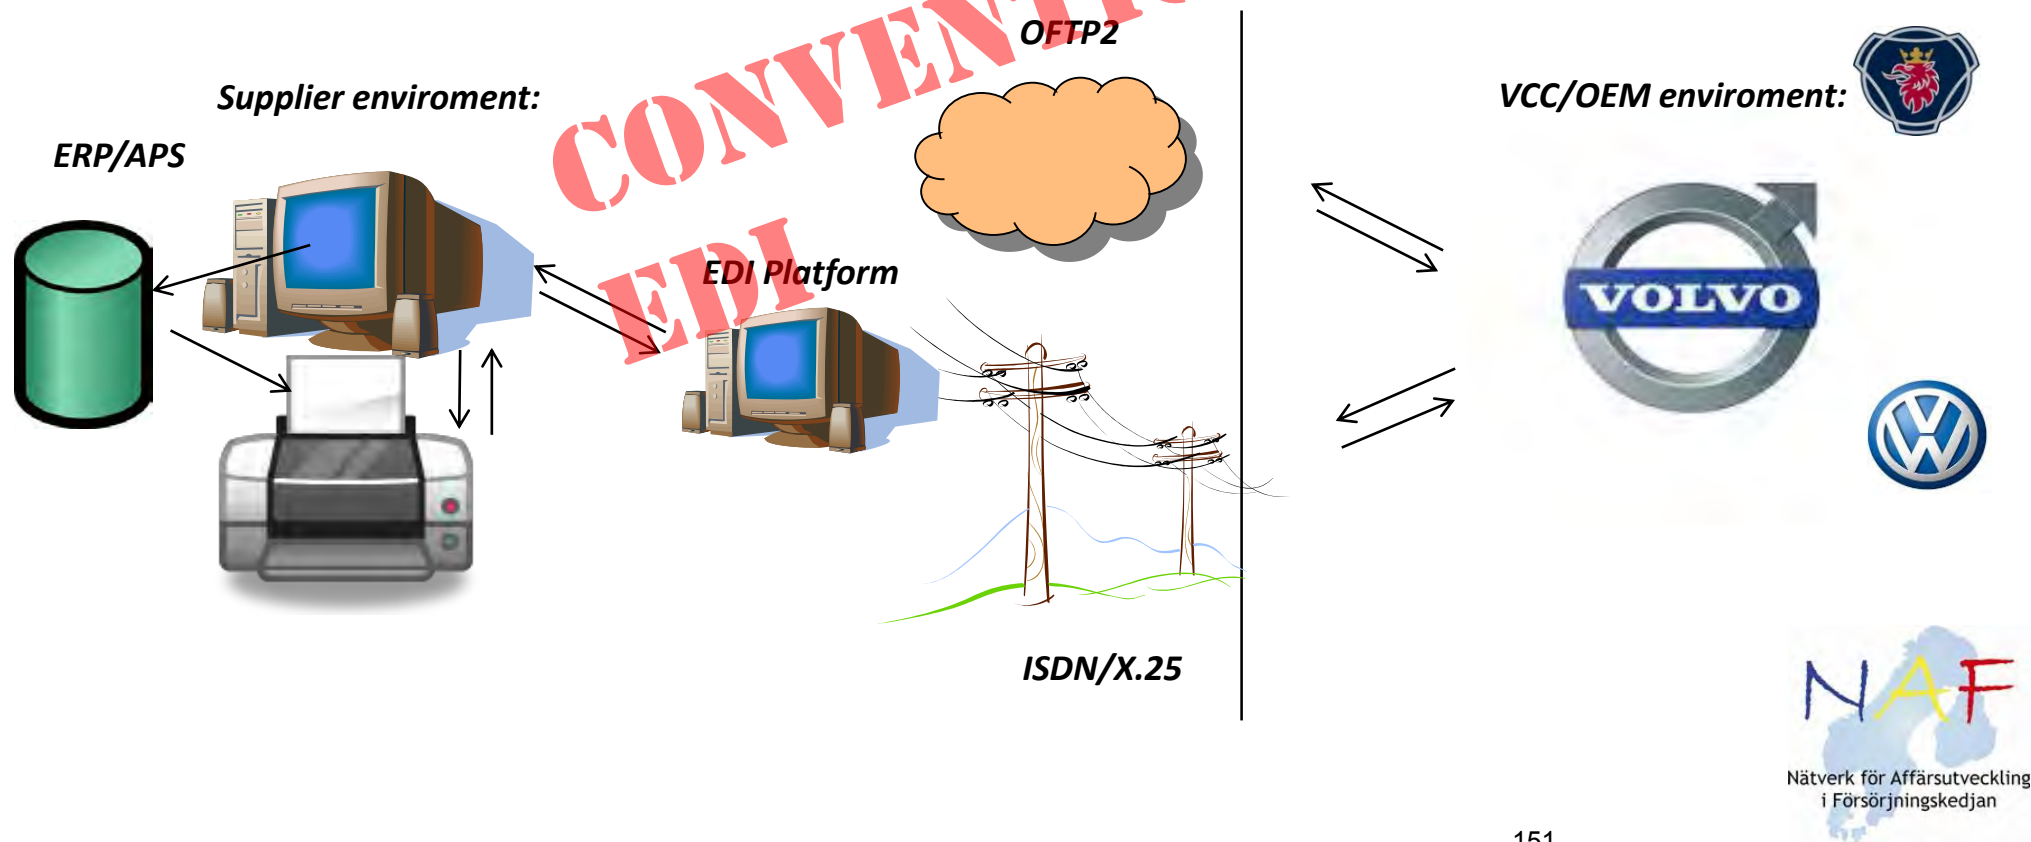 OFTP2
Supplier enviroment:
VCC/OEM enviroment:
ERP/APS
EDI
EDI Platform
VOLVO
ISDN/X.25
NAF
Nätverk för Affärsutveckling
i Försörjningskedjan